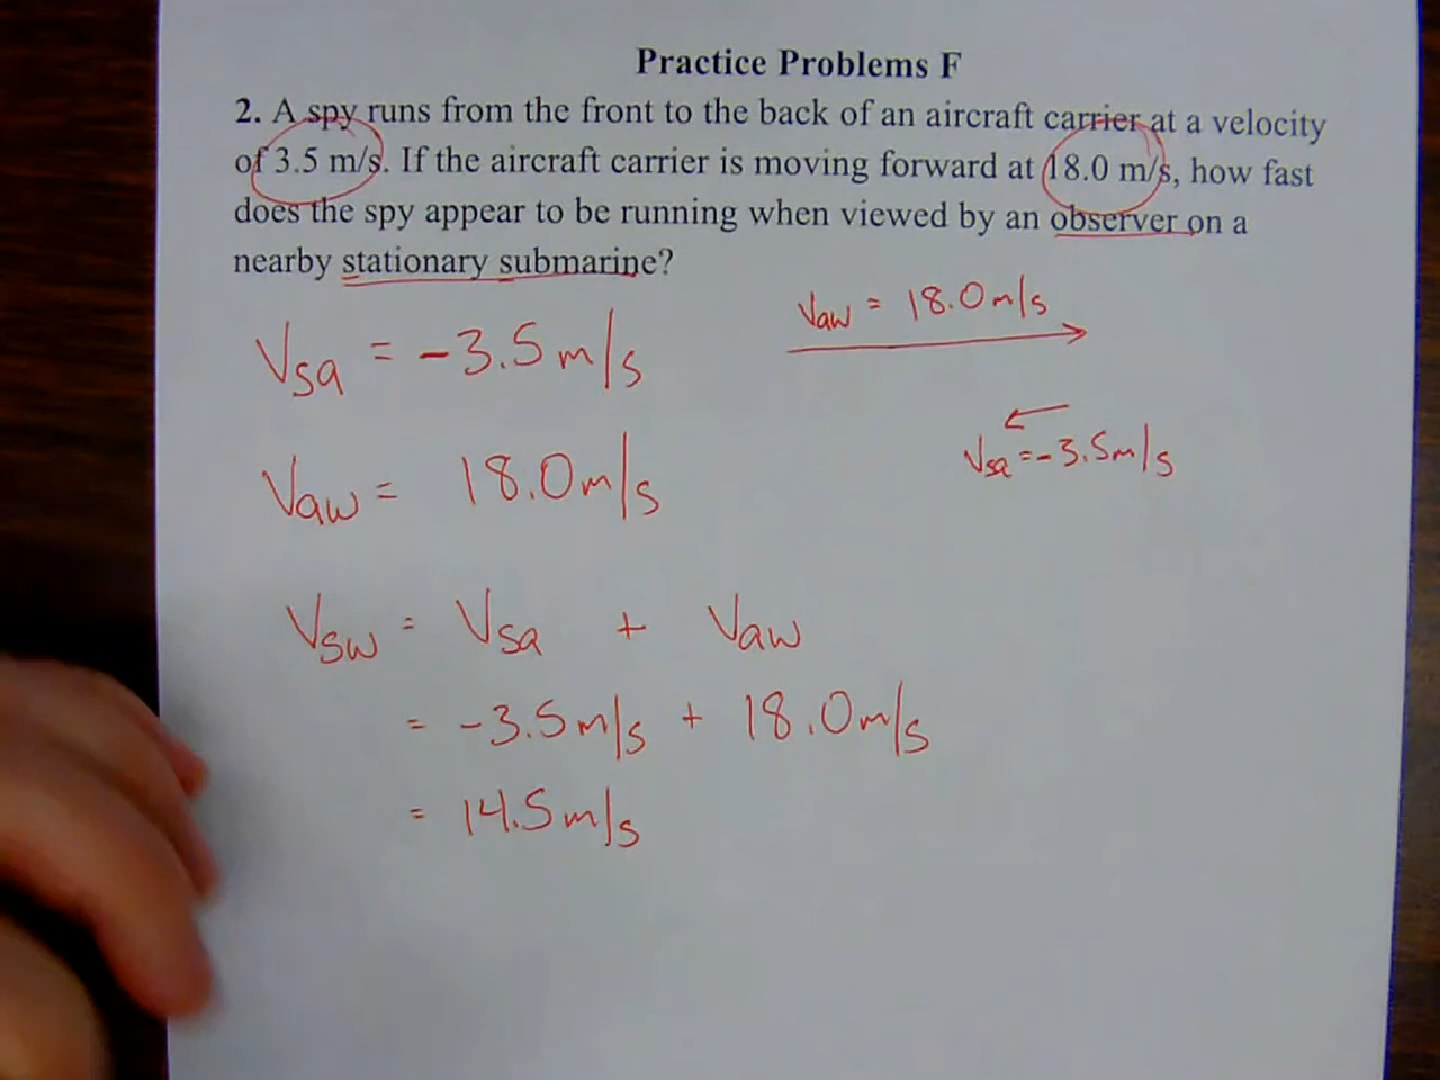 Practice Problems F
2. A spy runs from the front to the back of an aircraft carrier at a velocity
of 3.5 m/s. If the aircraft carrier is moving forward at 18.0 m/s, how fast
does the spy appear to be running when viewed by an observer on a
nearby stationary submarine?
Vsa = -3.5 m/s
Vaw = 18.0 m/s
Vaw = 18.0 m/s
Vsa = -3.5 m/s
Vsw = Vsa + Vaw
= -3.5 m/s + 18.0 m/s
= 14.5 m/s